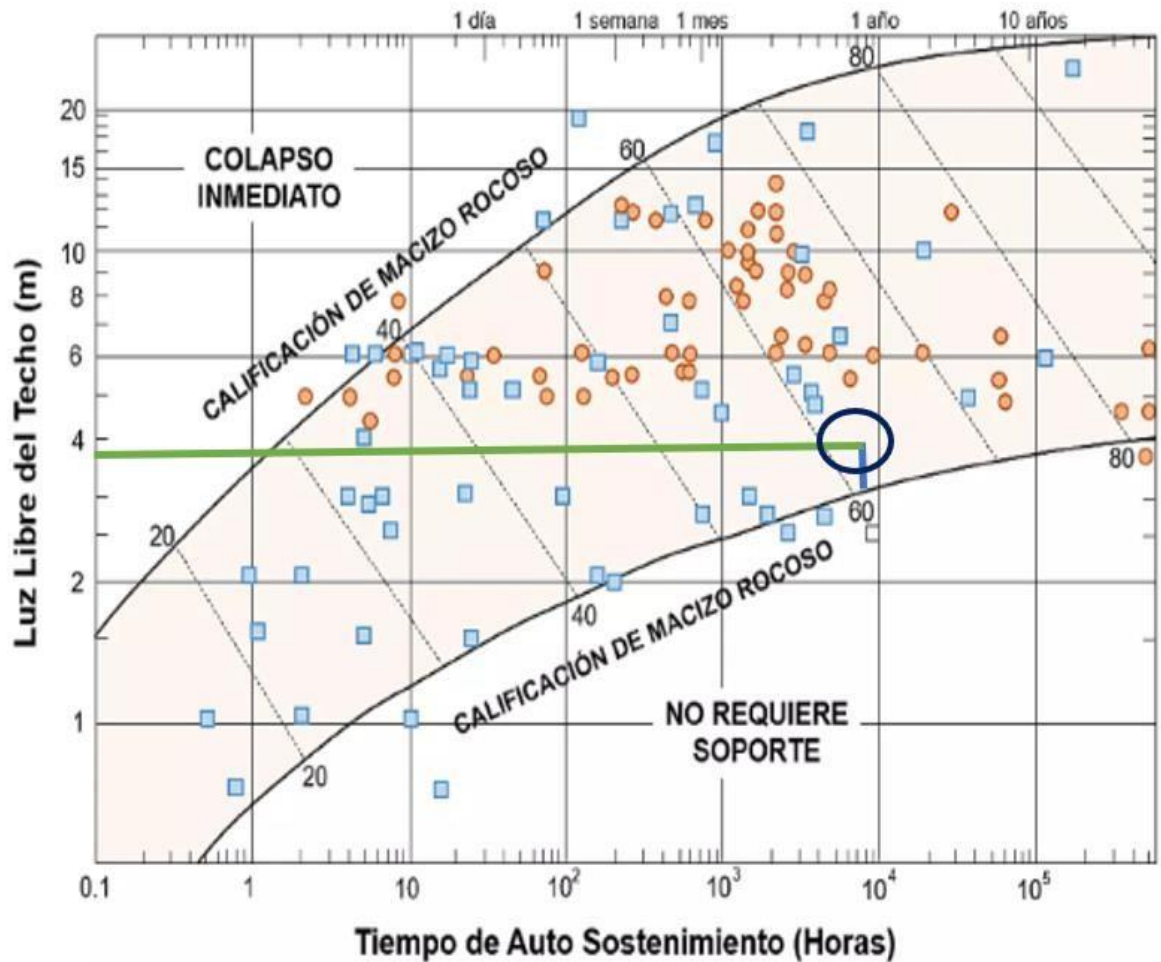 1 día 1 semana 1 mes 1 año 10 años
80
20
COLAPSO
INMEDIATO
60
15
CALIFICACIÓN DE MACIZO ROCOSO
10
8
40
6
4
80
60
20
2
40
CALIFICACIÓN DE MACIZO ROCOSO
NO REQUIERE
SOPORTE
1
20
Luz Libre del Techo (m)
0.1 1 10 10² 10³ 10⁴ 10⁵
Tiempo de Auto Sostenimiento (Horas)